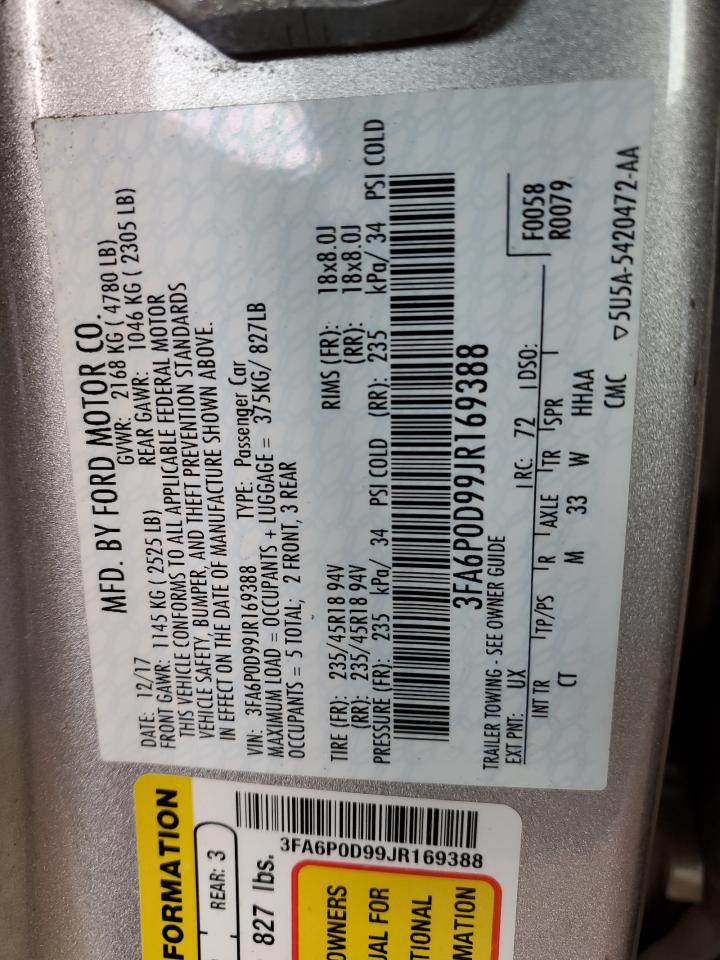 MFD. BY FORD MOTOR CO.
DATE: 12/17 GVWR: 2168 KG ( 4780 LB)
FRONT GAWR: 1145 KG ( 2525 LB) REAR GAWR: 1046 KG ( 2305 LB)
THIS VEHICLE CONFORMS TO ALL APPLICABLE FEDERAL MOTOR
VEHICLE SAFETY, BUMPER, AND THEFT PREVENTION STANDARDS
IN EFFECT ON THE DATE OF MANUFACTURE SHOWN ABOVE.
VIN: 3FA6P0D99JR169388 TYPE: Passenger Car
MAXIMUM LOAD = OCCUPANTS + LUGGAGE = 375KG/ 827LB
OCCUPANTS = 5 TOTAL; 2 FRONT, 3 REAR
TIRE (FR): 235/45R18 94V RIMS (FR): 18x8.0J
(RR): 235/45R18 94V (RR): 18x8.0J
PRESSURE (FR): 235 kPa/ 34 PSI COLD (RR): 235 kPa/ 34 PSI COLD
3FA6P0D99JR169388
TRAILER TOWING - SEE OWNER GUIDE
F0058
EXT PNT: UX RC: 72 DSO: R0079
INT TR TP/PS R AXLE TR SPR
CT M 33 W HHAA
CMC ▽5U5A-5420472-AA
FORMATION
REAR: 3
827 lbs.
3FA6P0D99JR169388
OWNERS
UAL FOR
TIONAL
MATION